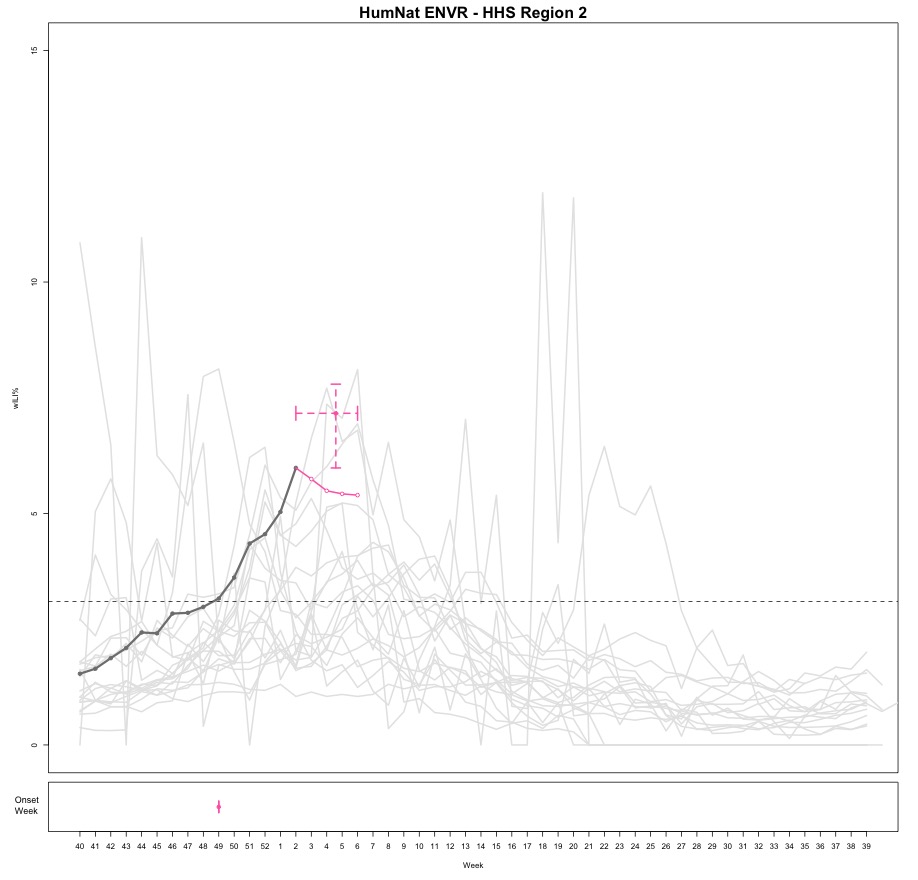 HumNat ENVR - HHS Region 2
15
10
5
0
wILI%
Onset
Week
40 41 42 43 44 45 46 47 48 49 50 51 52 1 2 3 4 5 6 7 8 9 10 11 12 13 14 15 16 17 18 19 20 21 22 23 24 25 26 27 28 29 30 31 32 33 34 35 36 37 38 39
Week